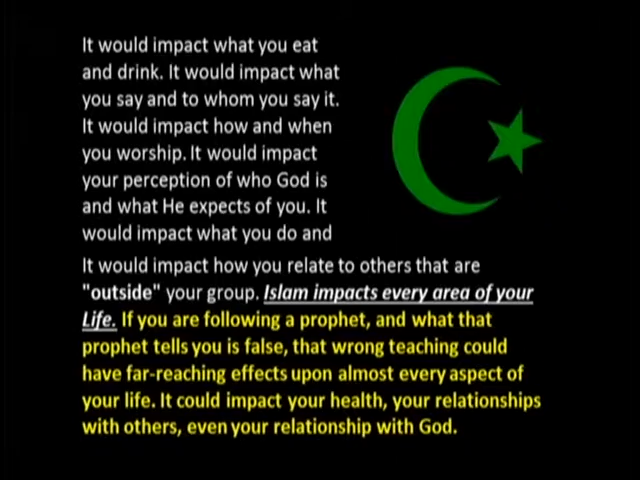 It would impact what you eat
and drink. It would impact what
you say and to whom you say it.
It would impact how and when
you worship. It would impact
your perception of who God is
and what He expects of you. It
would impact what you do and
It would impact how you relate to others that are
"outside" your group. Islam impacts every area of your
Life. If you are following a prophet, and what that
prophet tells you is false, that wrong teaching could
have far-reaching effects upon almost every aspect of
your life. It could impact your health, your relationships
with others, even your relationship with God.